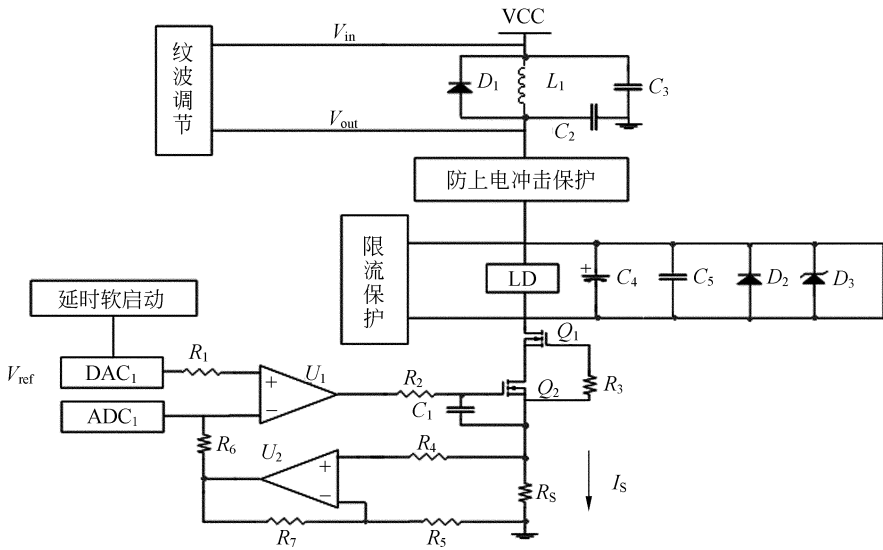 VCC
Vin
纹波调节
D1
L1
C3
C2
Vout
防上电冲击保护
限流保护
LD
C4
C5
D2
D3
+
延时软启动
Q1
Vref
DAC1
R1
U1
+
−
R2
Q2
R3
C1
ADC1
R6
U2
+
−
R4
RS
IS
R7
R5